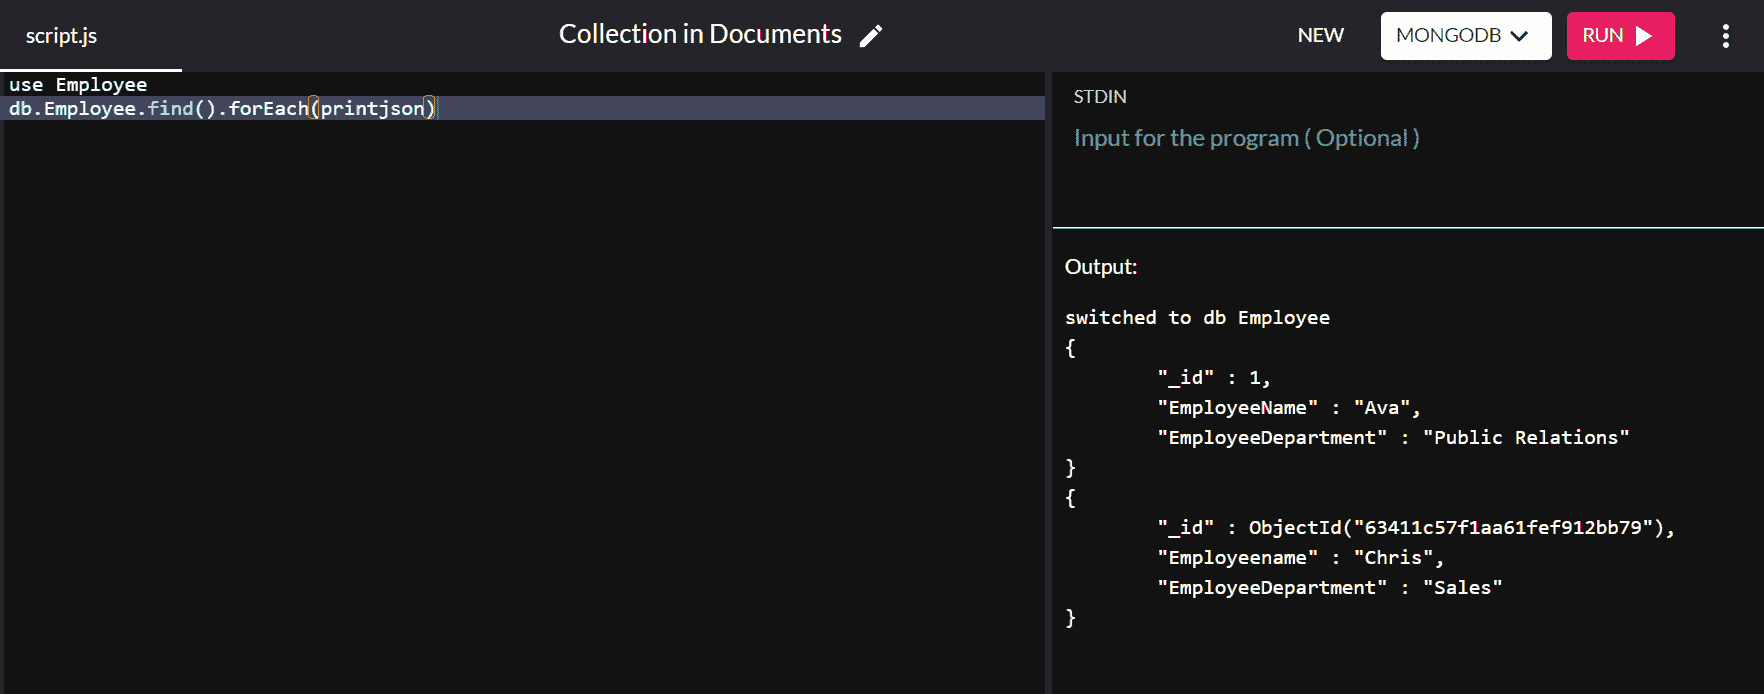 script.js
Collection in Documents
NEW
MONGODB
RUN
use Employee
db.Employee.find().forEach(printjson)
STDIN
Input for the program ( Optional )
Output:
switched to db Employee
{
        "_id" : 1,
        "EmployeeName" : "Ava",
        "EmployeeDepartment" : "Public Relations"
}
{
        "_id" : ObjectId("63411c57f1aa61fef912bb79"),
        "Employeename" : "Chris",
        "EmployeeDepartment" : "Sales"
}